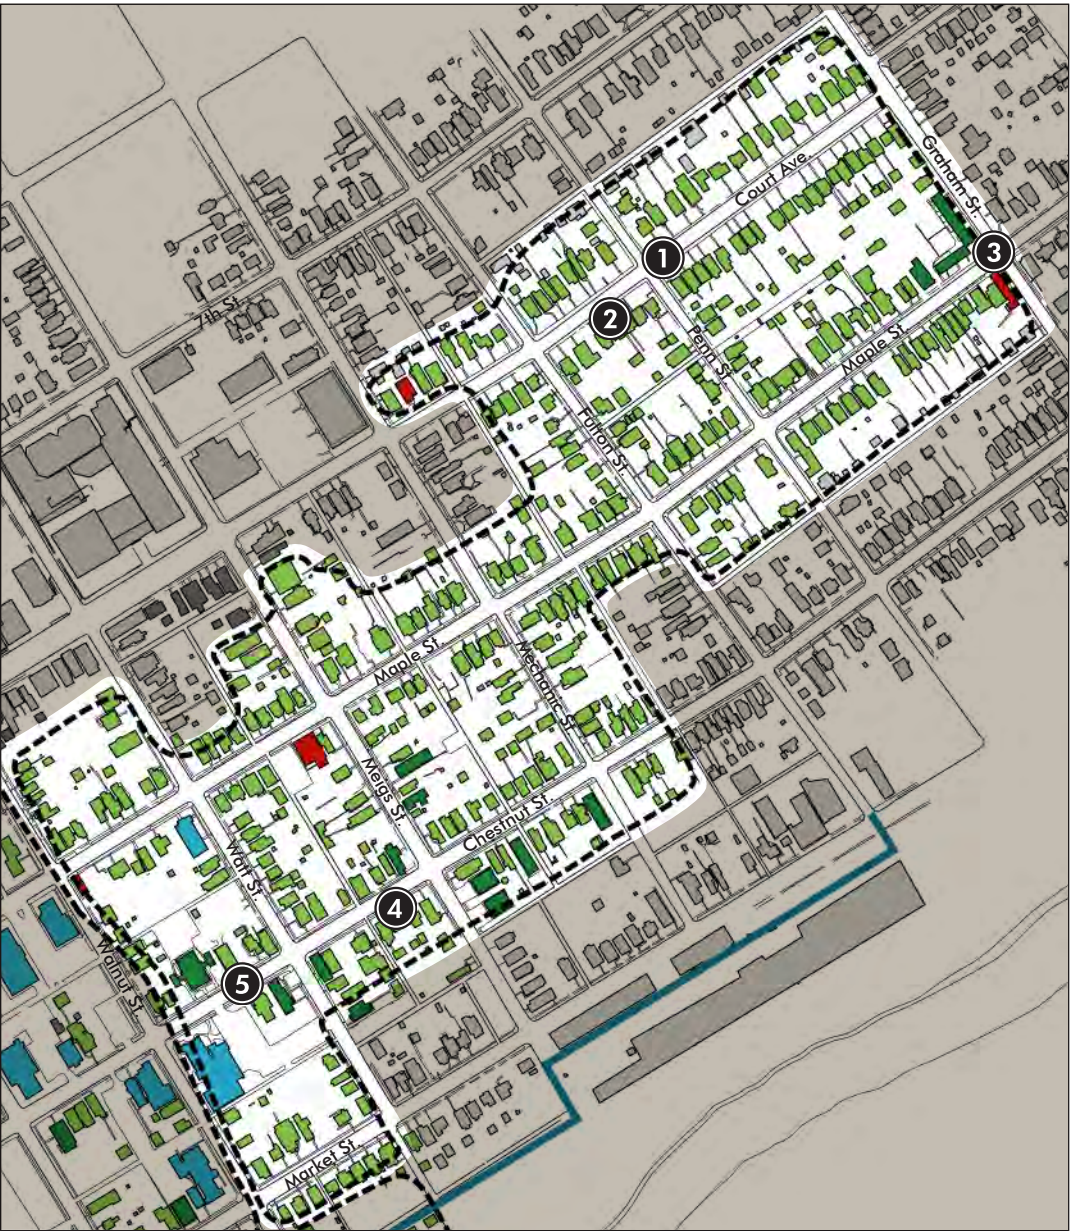 Graham St.
Court Ave.
3
1
7th St.
2
Penn St.
Maple St.
Fulton St.
Maple St.
Mechanic St.
Meigs St.
Chestnut St.
Watt St.
4
Walnut St.
5
Market St.